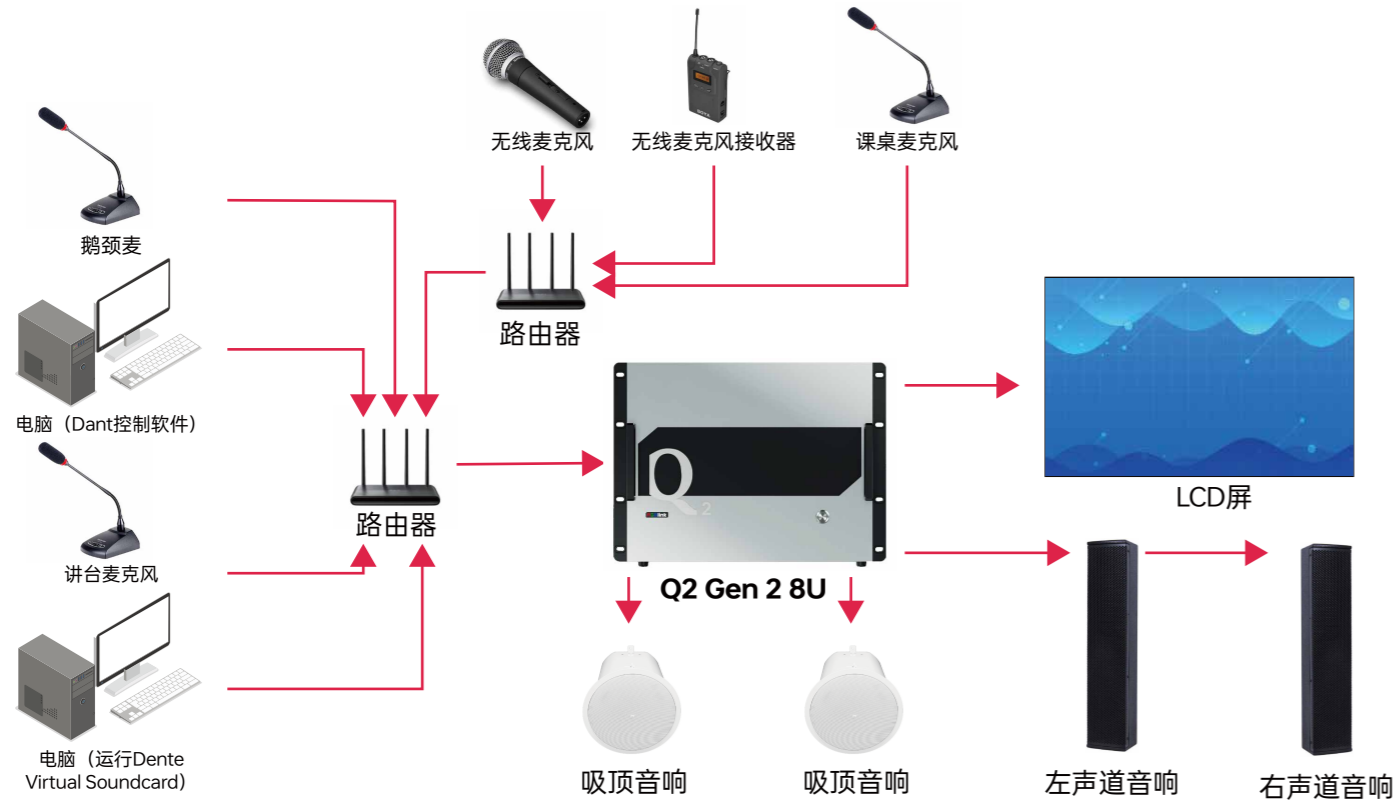 无线麦克风
无线麦克风接收器
课桌麦克风
鹅颈麦
路由器
电脑（Dant控制软件）
LCD屏
路由器
讲台麦克风
Q2
Q2 Gen 2 8U
电脑（运行Dente
Virtual Soundcard）
吸顶音响
吸顶音响
左声道音响
右声道音响